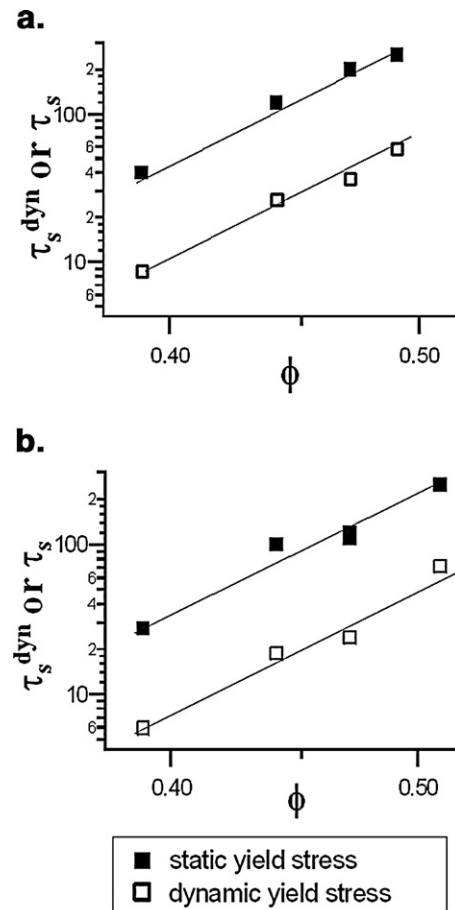 a.
τs^dyn or τs
2
100
6
4
2
10
6
0.40
0.50
ϕ
b.
τs^dyn or τs
2
100
6
4
2
10
6
0.40
0.50
ϕ
static yield stress
dynamic yield stress